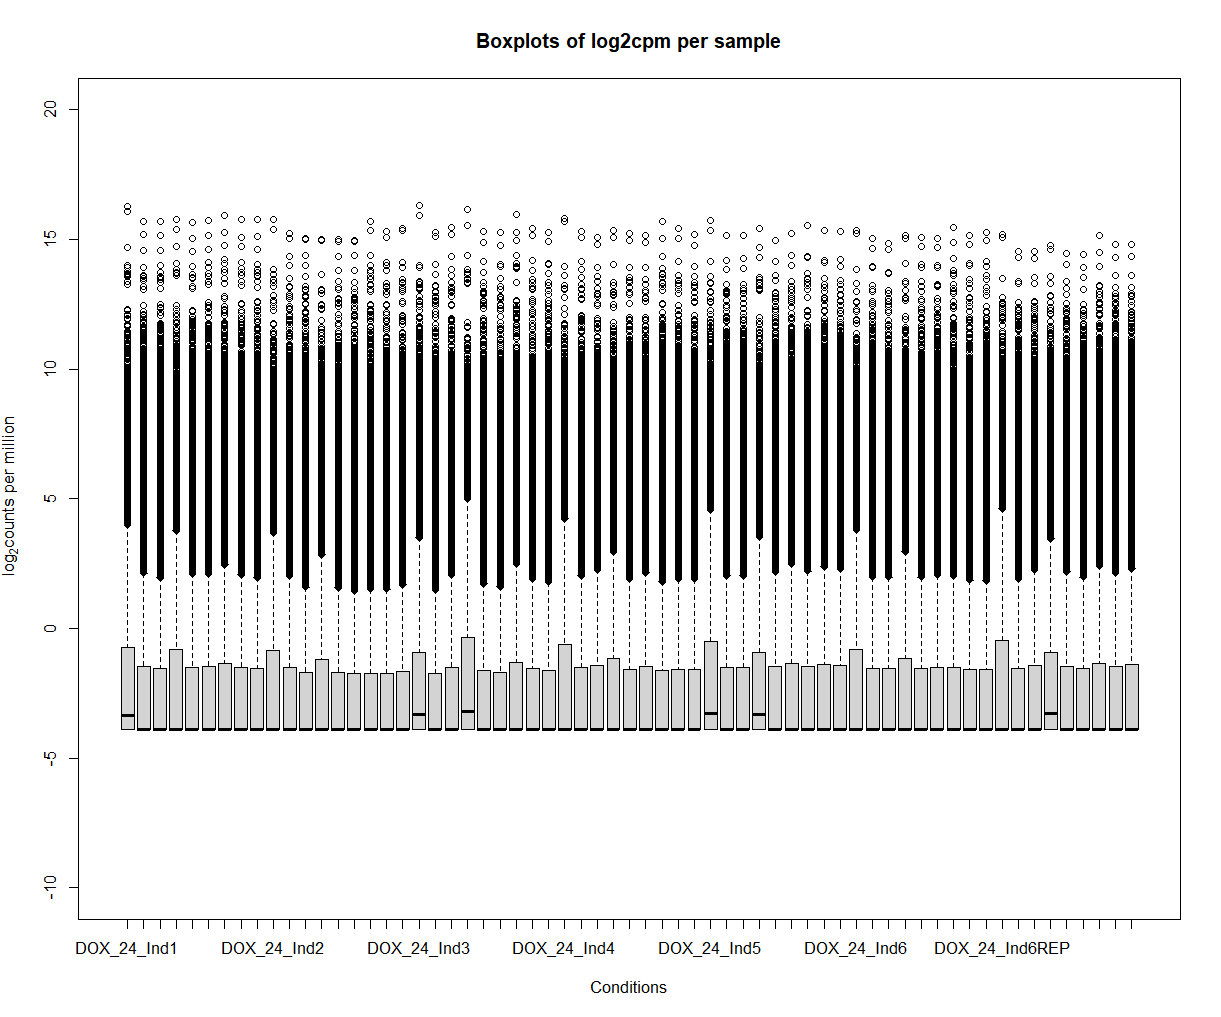 Boxplots of log2cpm per sample
20
15
10
5
0
-5
-10
log2counts per million
DOX_24_Ind1 DOX_24_Ind2 DOX_24_Ind3 DOX_24_Ind4 DOX_24_Ind5 DOX_24_Ind6 DOX_24_Ind6REP
Conditions